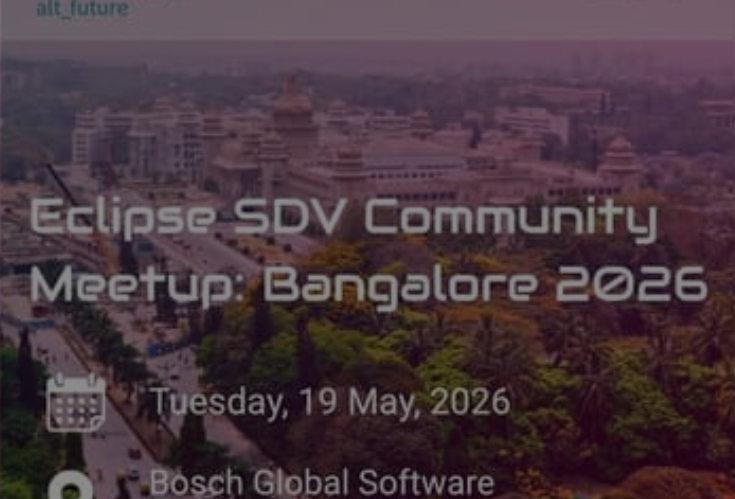 alt_future
Eclipse SDV Community
Meetup: Bangalore 2026
Tuesday, 19 May, 2026
Bosch Global Software